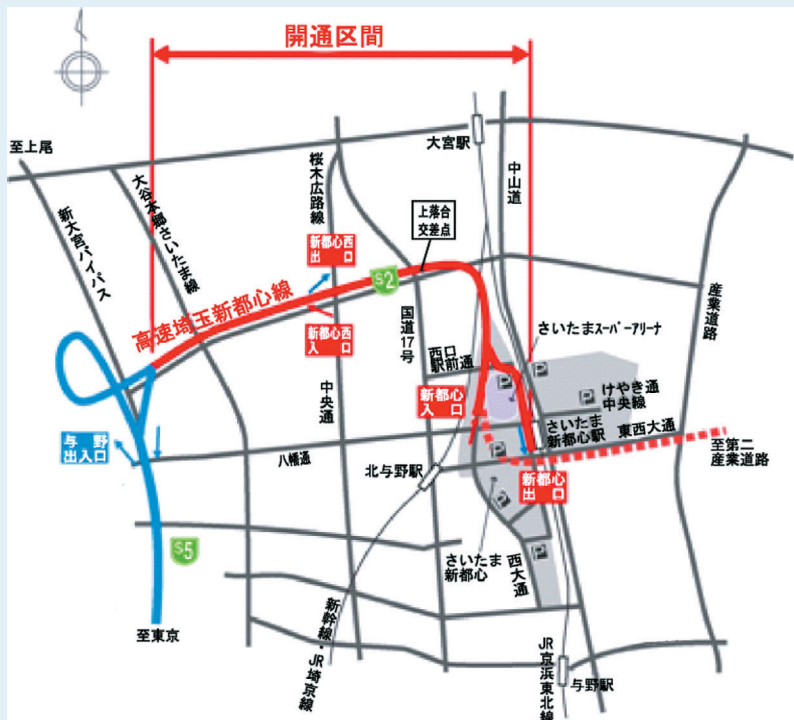 開通区間
至上尾
大宮駅
新大宮バイパス
大谷本郷さいたま線
桜木広路線
中山道
上落合
交差点
新都心西
出口
S2
高速埼玉新都心線
新都心西
入口
国道17号
産業道路
さいたまスーパーアリーナ
西口
駅前通
P
P
P
けやき通
中央線
新都心
入口
中央通
さいたま
新都心駅
東西大通
至第二
産業道路
与野
出入口
八幡通
北与野駅
P
新都心
出口
P
S5
さいたま
新都心
西大通
P
至東京
新幹線・JR埼京線
JR京浜東北線
与野駅